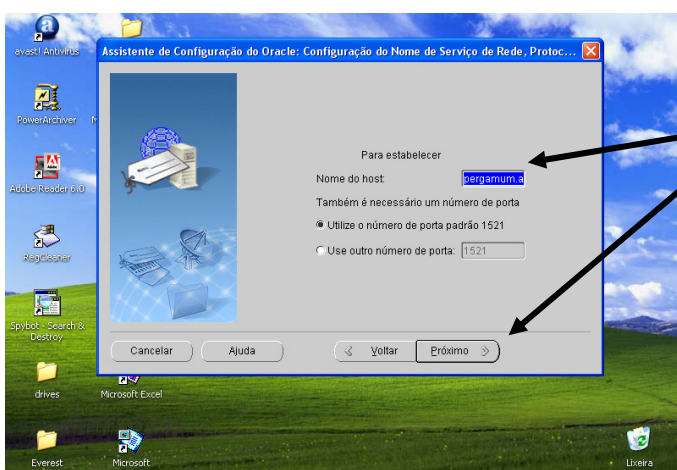 avast! Antivirus
PowerArchiver
Adobe Reader 6.0
RegCleaner
Spybot - Search &
Destroy
drives
Microsoft Excel
Everest
Microsoft
Lixeira
Assistente de Configuração do Oracle: Configuração do Nome de Serviço de Rede, Protoc...
Para estabelecer
Nome do host: pergamum.a
Também é necessário um número de porta
Utilize o número de porta padrão 1521
Use outro número de porta: 1521
Cancelar Ajuda Voltar Próximo